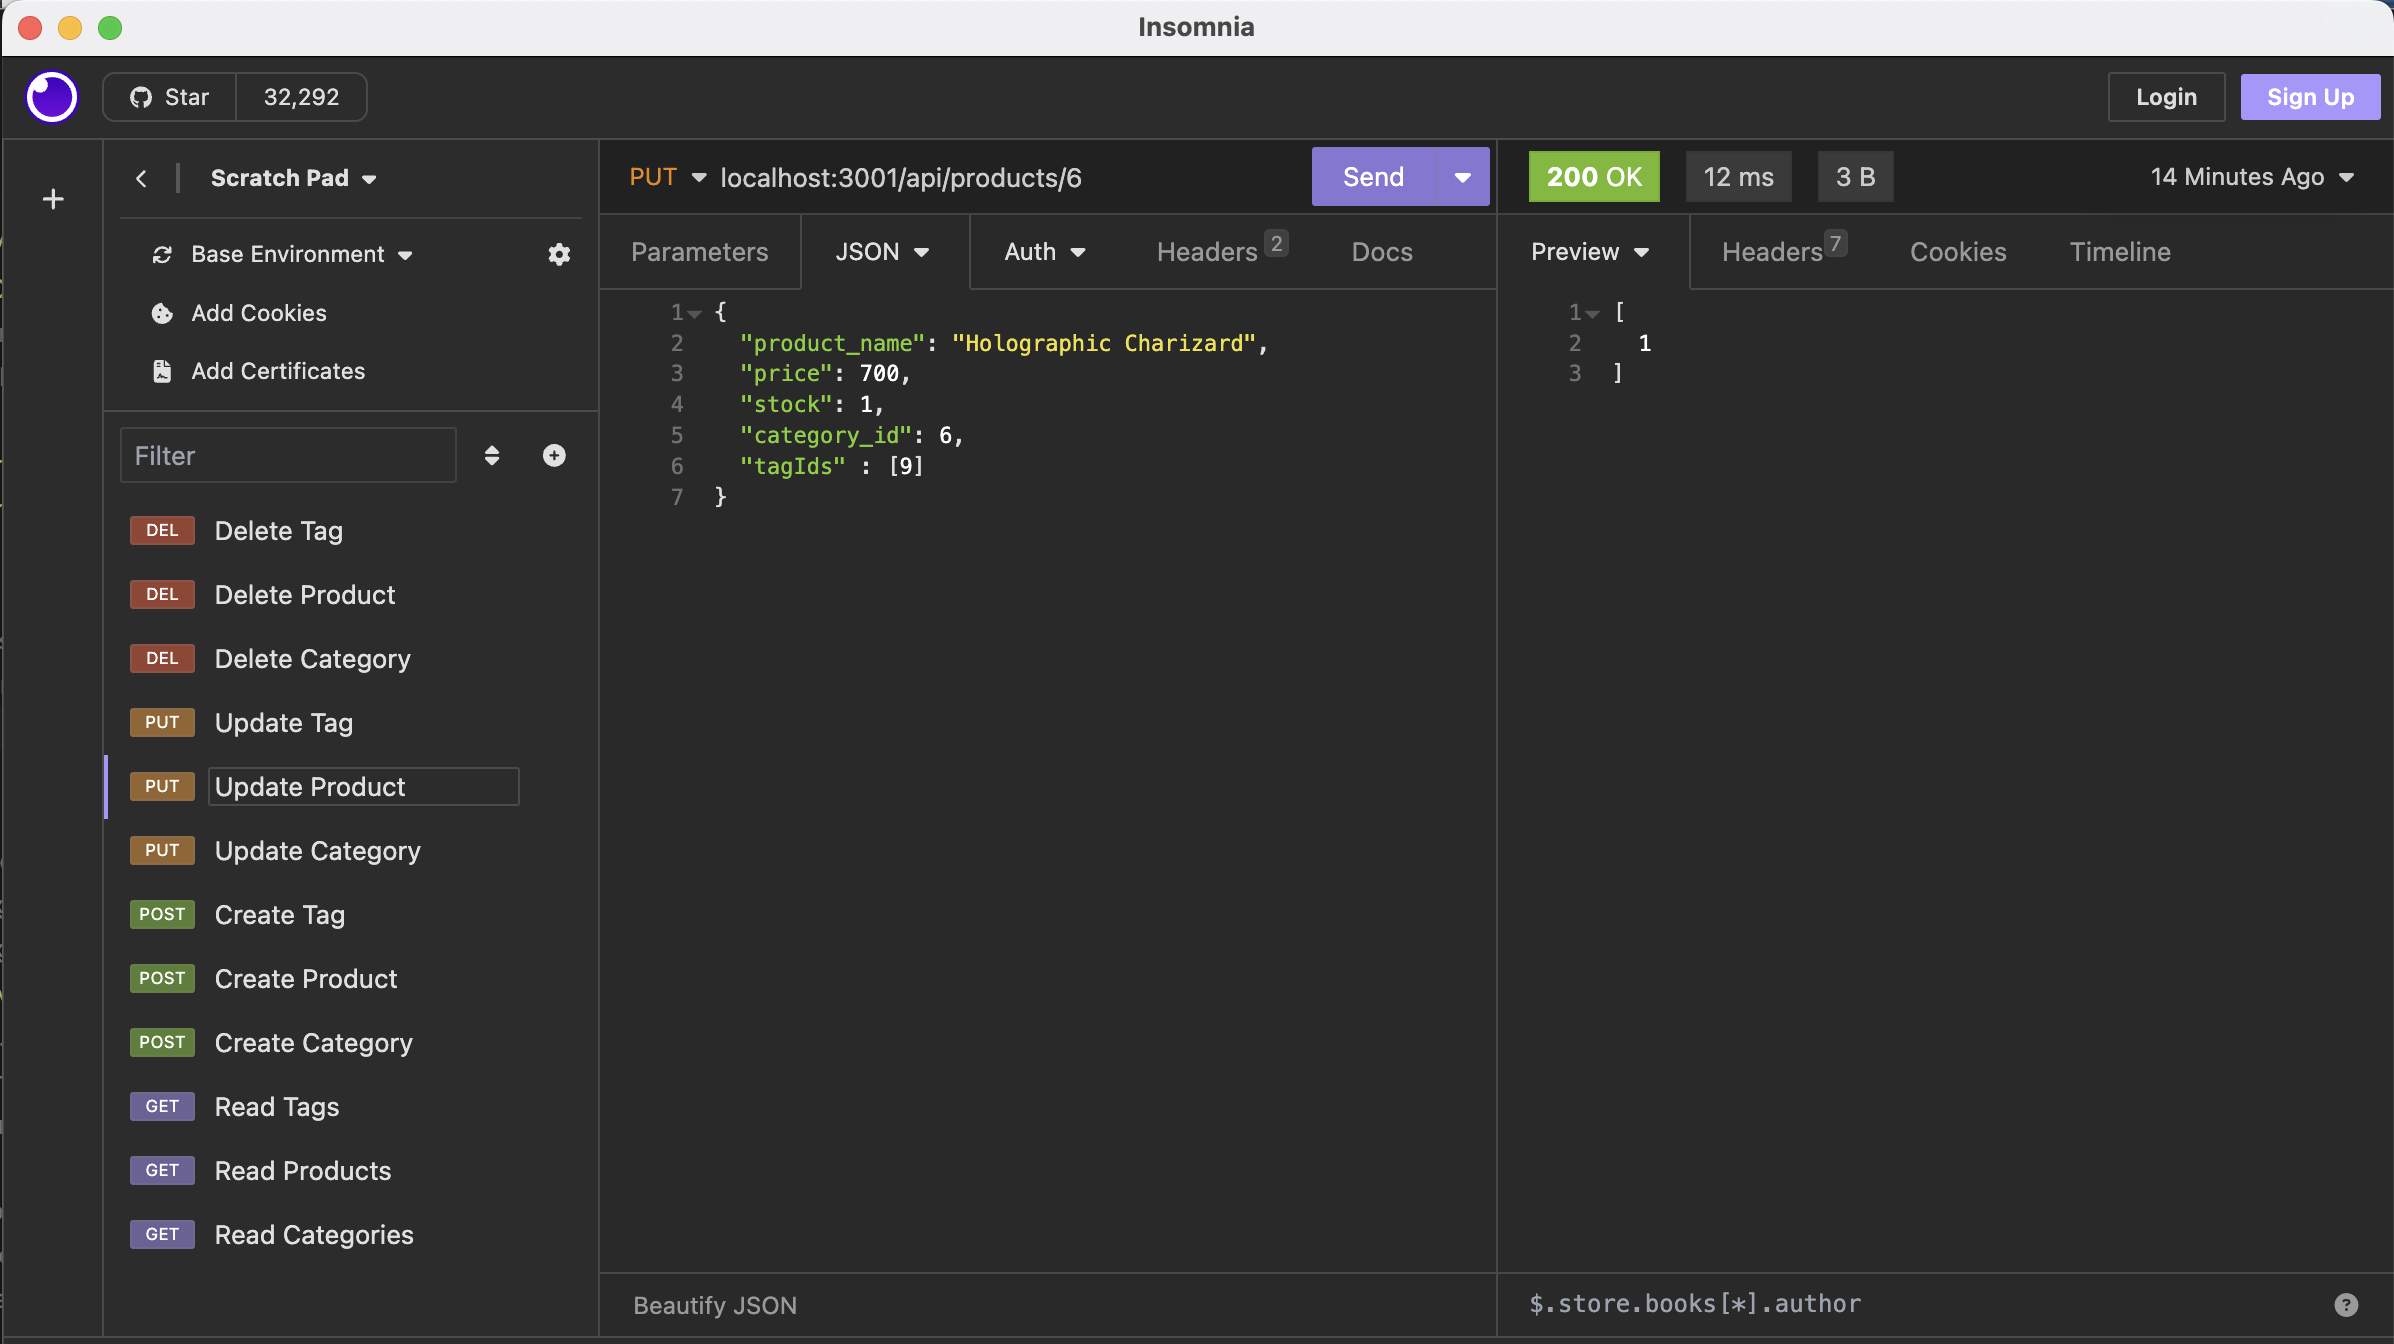 Insomnia
Star 32,292
Login
Sign Up
Scratch Pad
Base Environment
Add Cookies
Add Certificates
Filter
DEL Delete Tag
DEL Delete Product
DEL Delete Category
PUT Update Tag
PUT Update Product
PUT Update Category
POST Create Tag
POST Create Product
POST Create Category
GET Read Tags
GET Read Products
GET Read Categories
PUT localhost:3001/api/products/6
Send
Parameters JSON Auth Headers 2 Docs
1 {
2 "product_name": "Holographic Charizard",
3 "price": 700,
4 "stock": 1,
5 "category_id": 6,
6 "tagIds" : [9]
7 }
Beautify JSON
200 OK 12 ms 3 B 14 Minutes Ago
Preview Headers 7 Cookies Timeline
1 [
2 1
3 ]
$.store.books[*].author
?